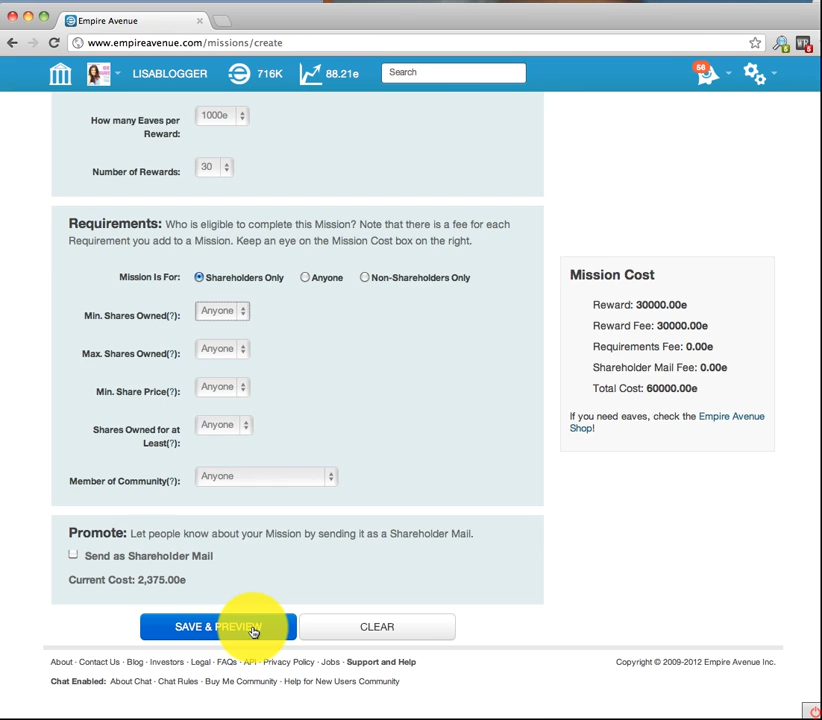 Empire Avenue
www.empireavenue.com/missions/create
LISABLOGGER 716K 88.21e Search 56
How many Eaves per Reward: 1000e
Number of Rewards: 30
Requirements: Who is eligible to complete this Mission? Note that there is a fee for each
Requirement you add to a Mission. Keep an eye on the Mission Cost box on the right.
Mission Is For: Shareholders Only Anyone Non-Shareholders Only
Min. Shares Owned(?): Anyone
Max. Shares Owned(?): Anyone
Min. Share Price(?): Anyone
Shares Owned for at Least(?): Anyone
Member of Community(?): Anyone
Mission Cost
Reward: 30000.00e
Reward Fee: 30000.00e
Requirements Fee: 0.00e
Shareholder Mail Fee: 0.00e
Total Cost: 60000.00e
If you need eaves, check the Empire Avenue
Shop!
Promote: Let people know about your Mission by sending it as a Shareholder Mail.
Send as Shareholder Mail
Current Cost: 2,375.00e
SAVE & PREVIEW CLEAR
About · Contact Us · Blog · Investors · Legal · FAQs · API · Privacy Policy · Jobs · Support and Help
Copyright © 2009-2012 Empire Avenue Inc.
Chat Enabled: About Chat · Chat Rules · Buy Me Community · Help for New Users Community